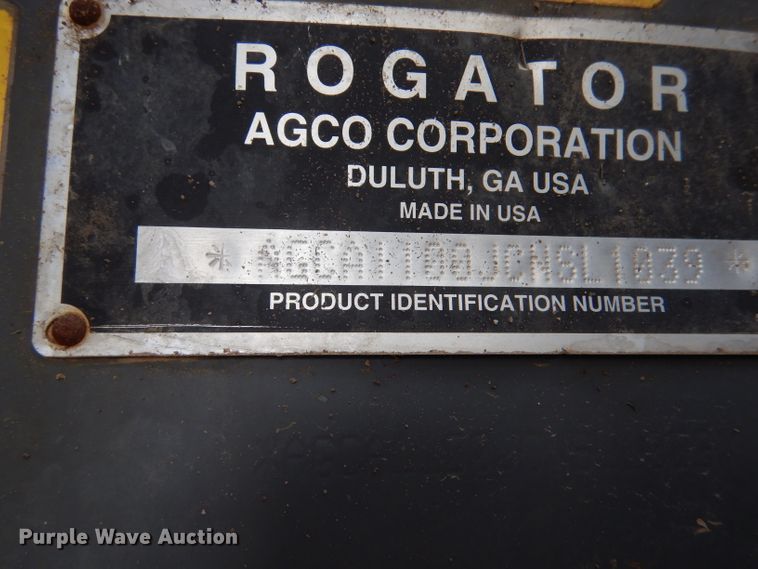 ROGATOR
AGCO CORPORATION
DULUTH, GA USA
MADE IN USA
* AGCA1100JCNSL1039 *
PRODUCT IDENTIFICATION NUMBER
Purple Wave Auction